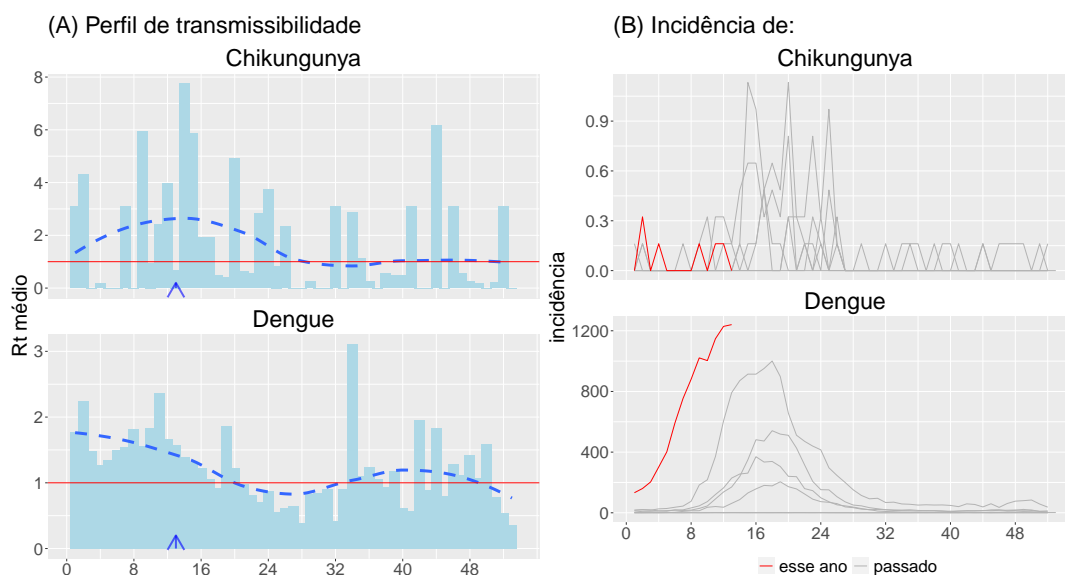 (A) Perfil de transmissibilidade
Chikungunya
8
6
4
2
0
Dengue
3
2
1
0
0 8 16 24 32 40 48
Rt médio
(B) Incidência de:
Chikungunya
0.9
0.6
0.3
0.0
Dengue
1200
800
400
0
0 8 16 24 32 40 48
incidência
esse ano passado